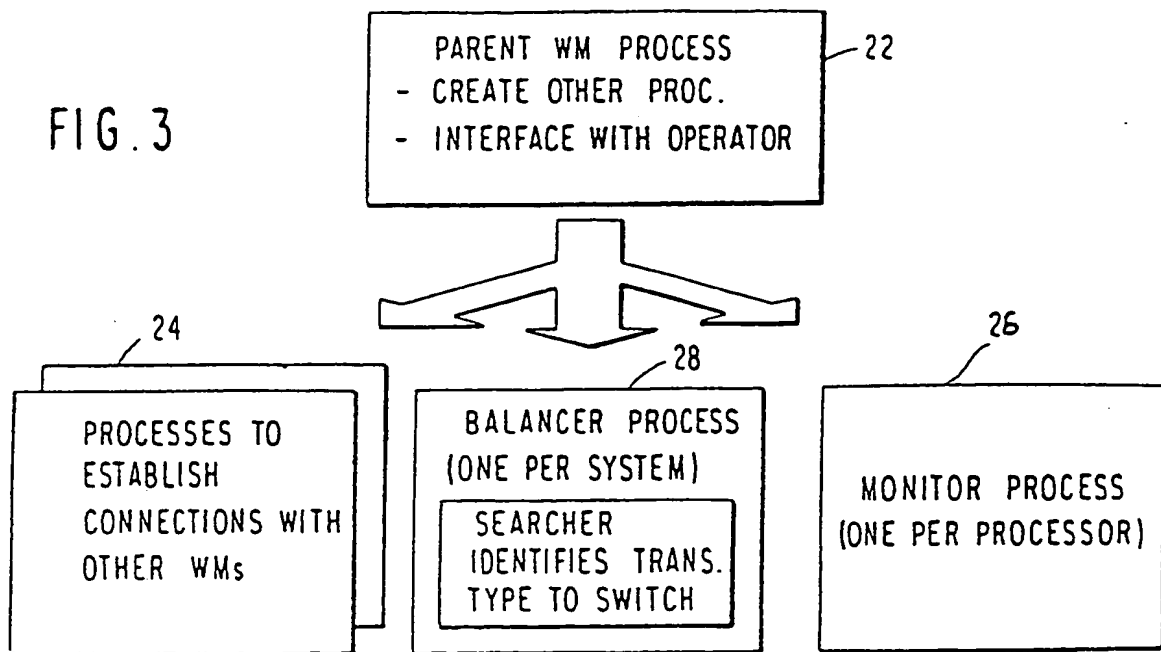 FIG. 3
PARENT WM PROCESS
- CREATE OTHER PROC.
- INTERFACE WITH OPERATOR
22
24
PROCESSES TO
ESTABLISH
CONNECTIONS WITH
OTHER WMs
28
BALANCER PROCESS
(ONE PER SYSTEM)
SEARCHER
IDENTIFIES TRANS.
TYPE TO SWITCH
26
MONITOR PROCESS
(ONE PER PROCESSOR)